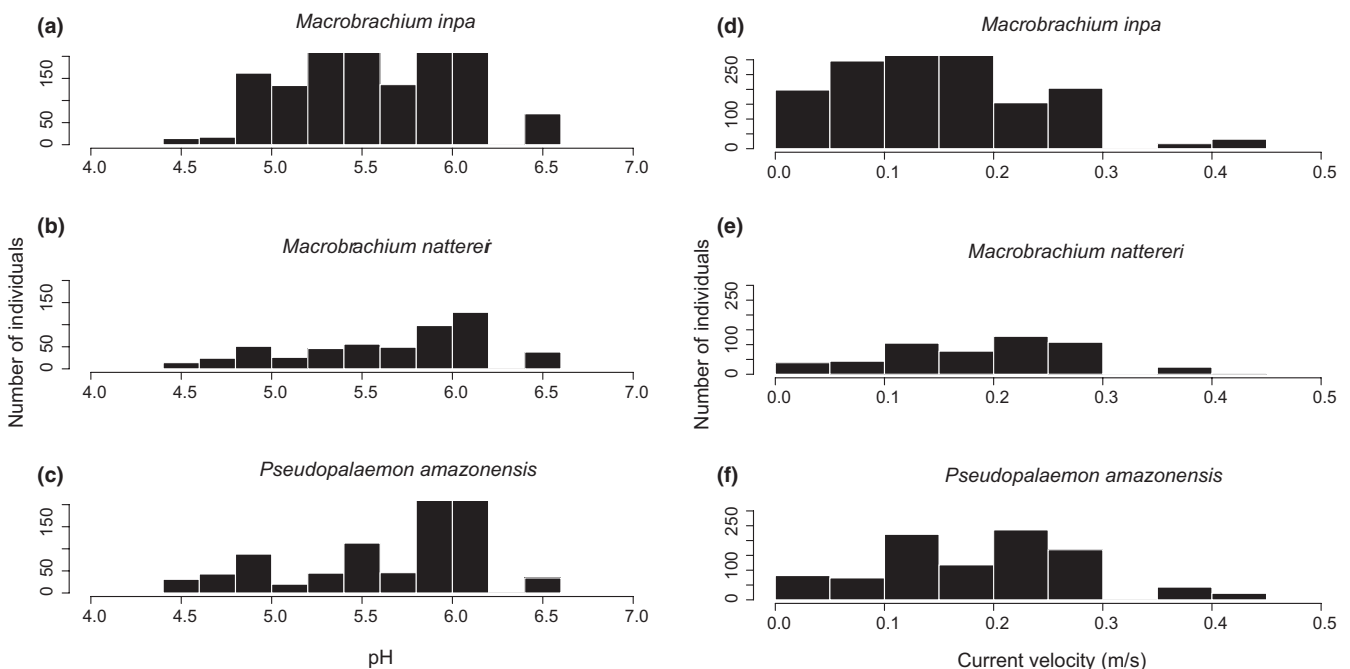 (a)
Macrobrachium inpa
150
50
0
4.0 4.5 5.0 5.5 6.0 6.5 7.0
(b)
Macrobrachium nattereri
150
50
0
4.0 4.5 5.0 5.5 6.0 6.5 7.0
(c)
Pseudopalaemon amazonensis
150
50
0
4.0 4.5 5.0 5.5 6.0 6.5 7.0
Number of individuals
pH
(d)
Macrobrachium inpa
250
100
0
0.0 0.1 0.2 0.3 0.4 0.5
(e)
Macrobrachium nattereri
250
100
0
0.0 0.1 0.2 0.3 0.4 0.5
(f)
Pseudopalaemon amazonensis
250
100
0
0.0 0.1 0.2 0.3 0.4 0.5
Number of individuals
Current velocity (m/s)